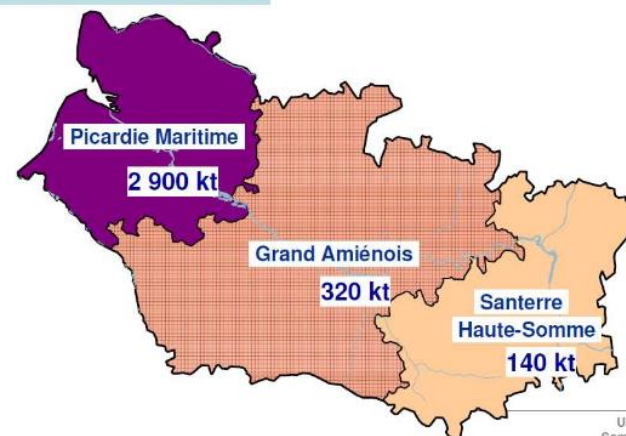 Picardie Maritime
2 900 kt
Grand Amiénois
320 kt
Santerre
Haute-Somme
140 kt